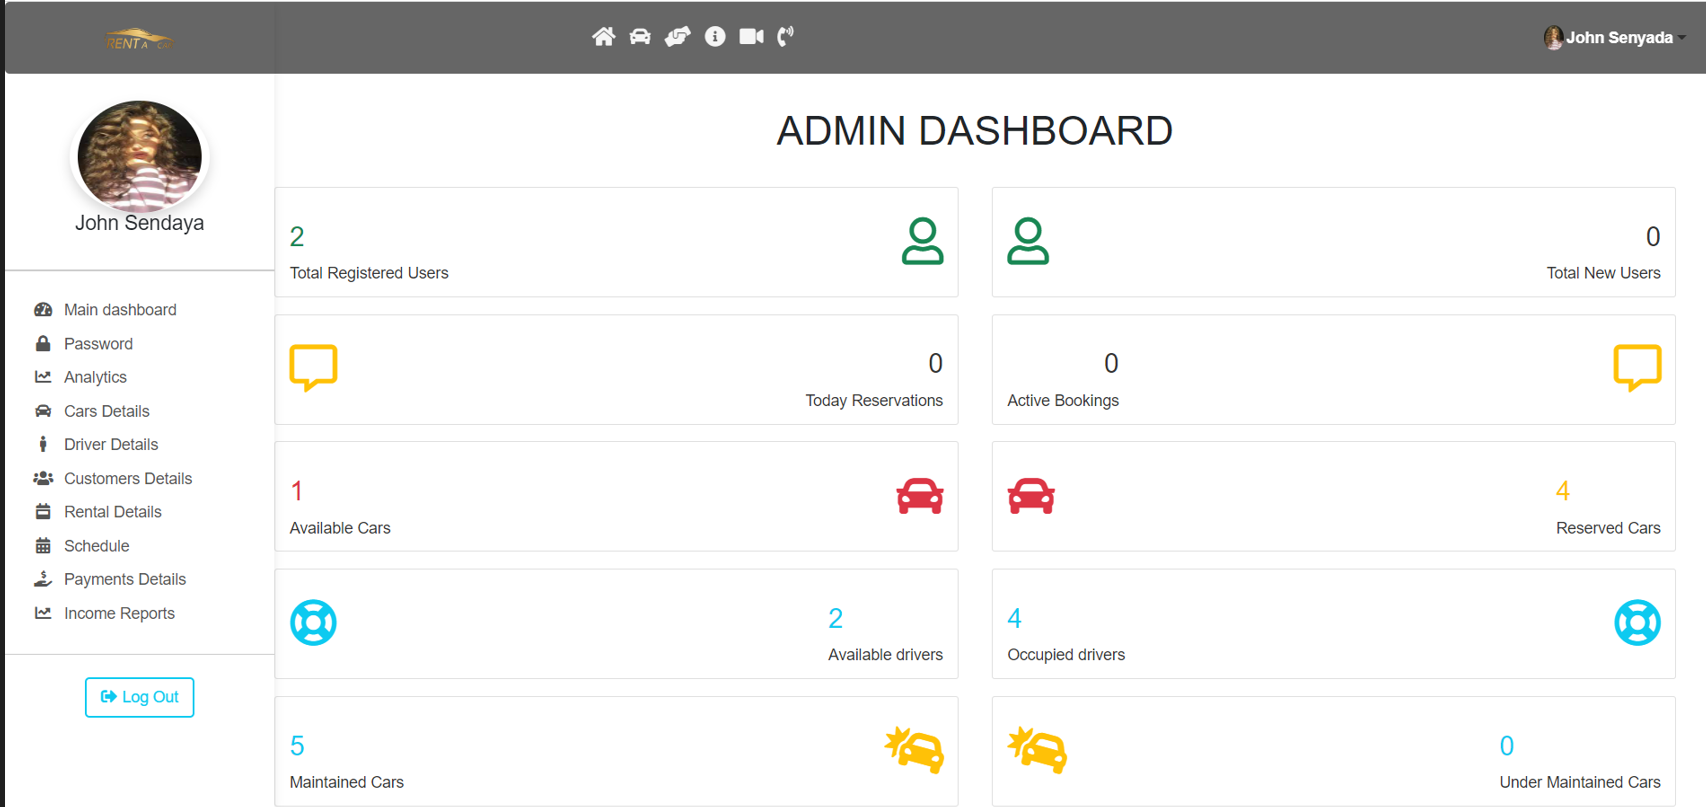 RENT A CAR
John Senyada
John Sendaya
Main dashboard
Password
Analytics
Cars Details
Driver Details
Customers Details
Rental Details
Schedule
Payments Details
Income Reports
Log Out
ADMIN DASHBOARD
2
Total Registered Users
0
Total New Users
0
Today Reservations
0
Active Bookings
1
Available Cars
4
Reserved Cars
2
Available drivers
4
Occupied drivers
5
Maintained Cars
0
Under Maintained Cars